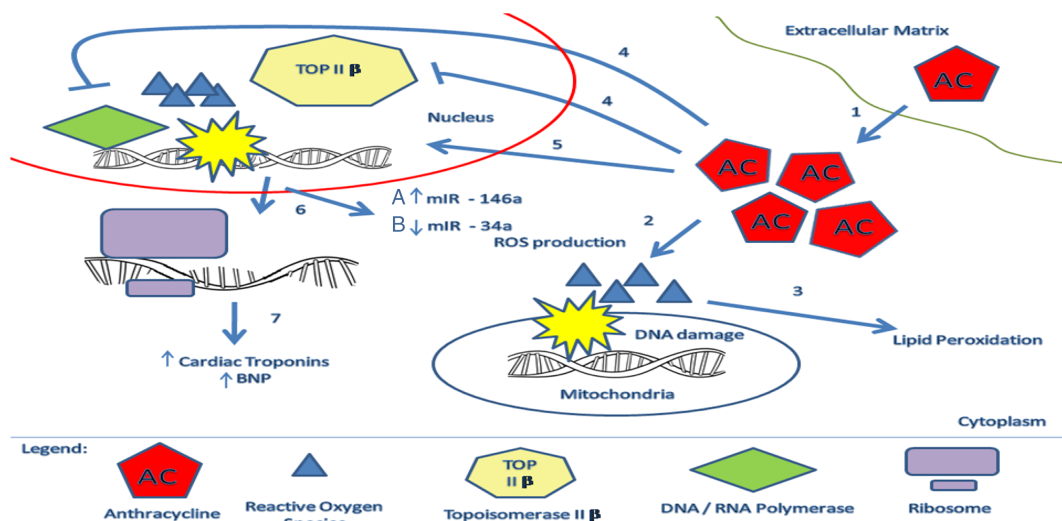 Extracellular Matrix
AC
1
4
TOP II β
4
Nucleus
5
AC
AC
AC
AC
6
A ↑ mIR - 146a
B ↓ mIR - 34a
2
ROS production
3
7
DNA damage
Lipid Peroxidation
↑ Cardiac Troponins
↑ BNP
Mitochondria
Cytoplasm
Legend:
AC
TOP
II β
Anthracycline
Reactive Oxygen
Topoisomerase II β
DNA / RNA Polymerase
Ribosome